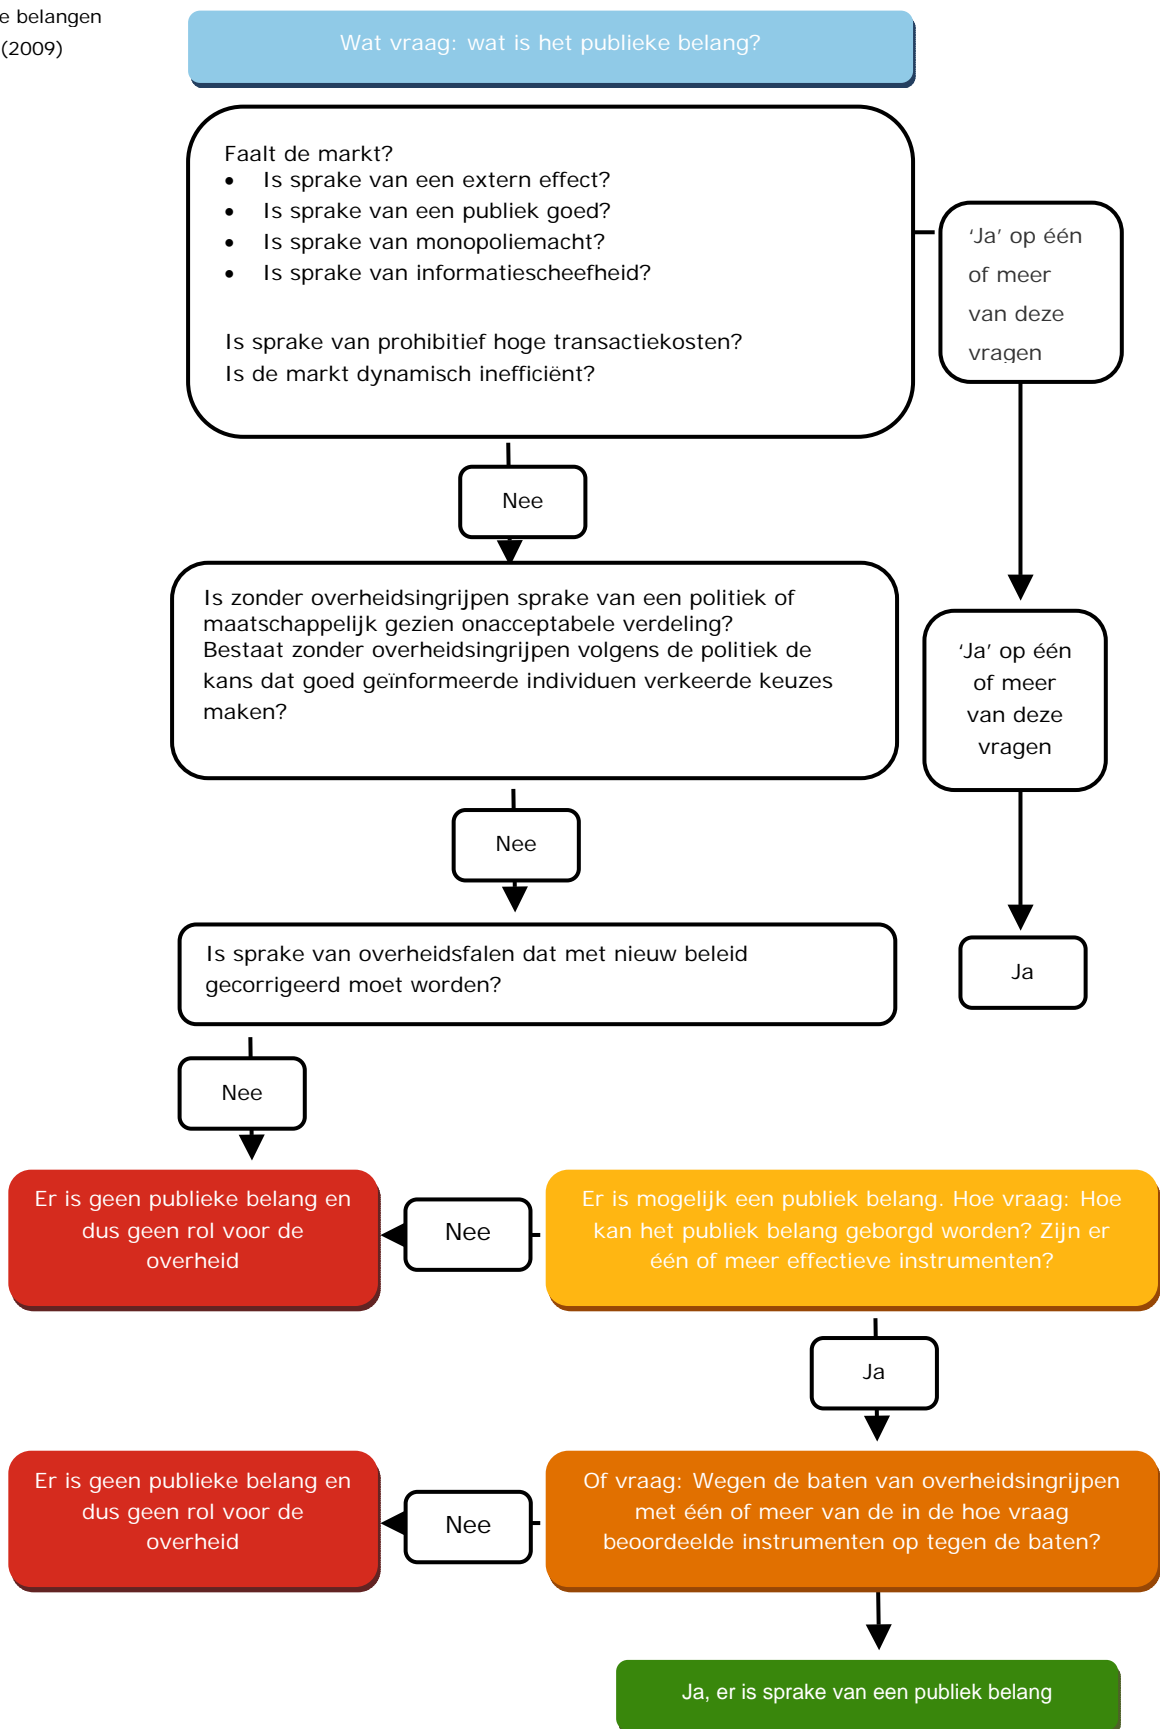 e belangen
(2009)
Wat vraag: wat is het publieke belang?
Faalt de markt?
• Is sprake van een extern effect?
• Is sprake van een publiek goed?
• Is sprake van monopoliemacht?
• Is sprake van informatiescheefheid?
Is sprake van prohibitief hoge transactiekosten?
Is de markt dynamisch inefficiënt?
‘Ja’ op één
of meer
van deze
vragen
Nee
Is zonder overheidsingrijpen sprake van een politiek of
maatschappelijk gezien onacceptabele verdeling?
Bestaat zonder overheidsingrijpen volgens de politiek de
kans dat goed geïnformeerde individuen verkeerde keuzes
maken?
‘Ja’ op één
of meer
van deze
vragen
Nee
Is sprake van overheidsfalen dat met nieuw beleid
gecorrigeerd moet worden?
Ja
Nee
Er is geen publieke belang en
dus geen rol voor de
overheid
Nee
Er is mogelijk een publiek belang. Hoe vraag: Hoe
kan het publiek belang geborgd worden? Zijn er
één of meer effectieve instrumenten?
Ja
Er is geen publieke belang en
dus geen rol voor de
overheid
Nee
Of vraag: Wegen de baten van overheidsingrijpen
met één of meer van de in de hoe vraag
beoordeelde instrumenten op tegen de baten?
Ja, er is sprake van een publiek belang